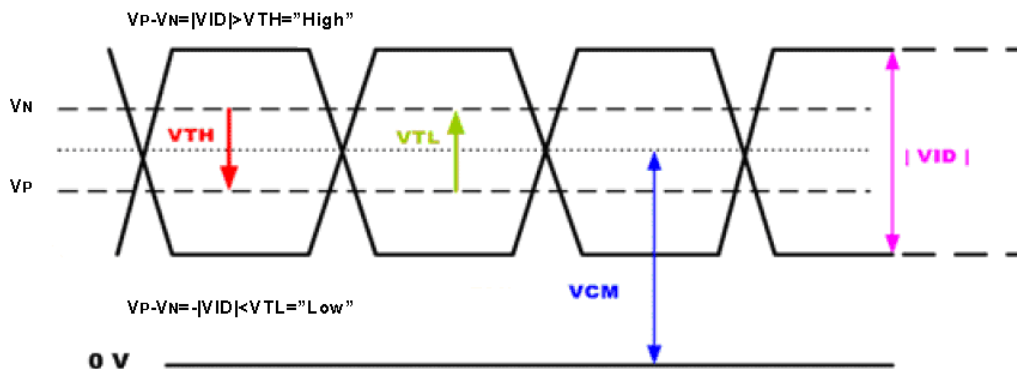 VP-VN=|VID|>VTH=”High”
VN
VTH
VTL
| VID |
VP
VCM
VP-VN=-|VID|<VTL=”Low”
0 V